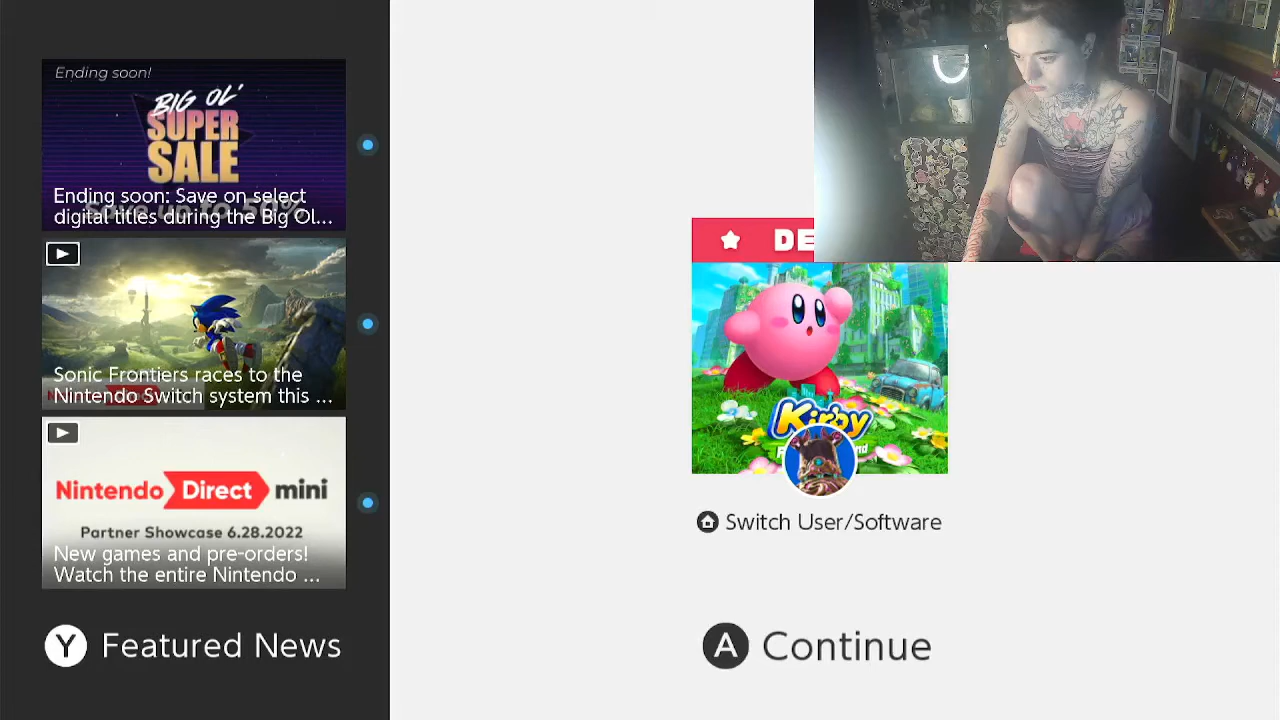 Ending soon!
BIG OL'
SUPER
SALE
Ending soon: Save on select
digital titles during the Big Ol...
Sonic Frontiers races to the
Nintendo Switch system this ...
Nintendo Direct mini
Partner Showcase 6.28.2022
New games and pre-orders!
Watch the entire Nintendo ...
Y Featured News
DE
Kirby
Switch User/Software
A Continue